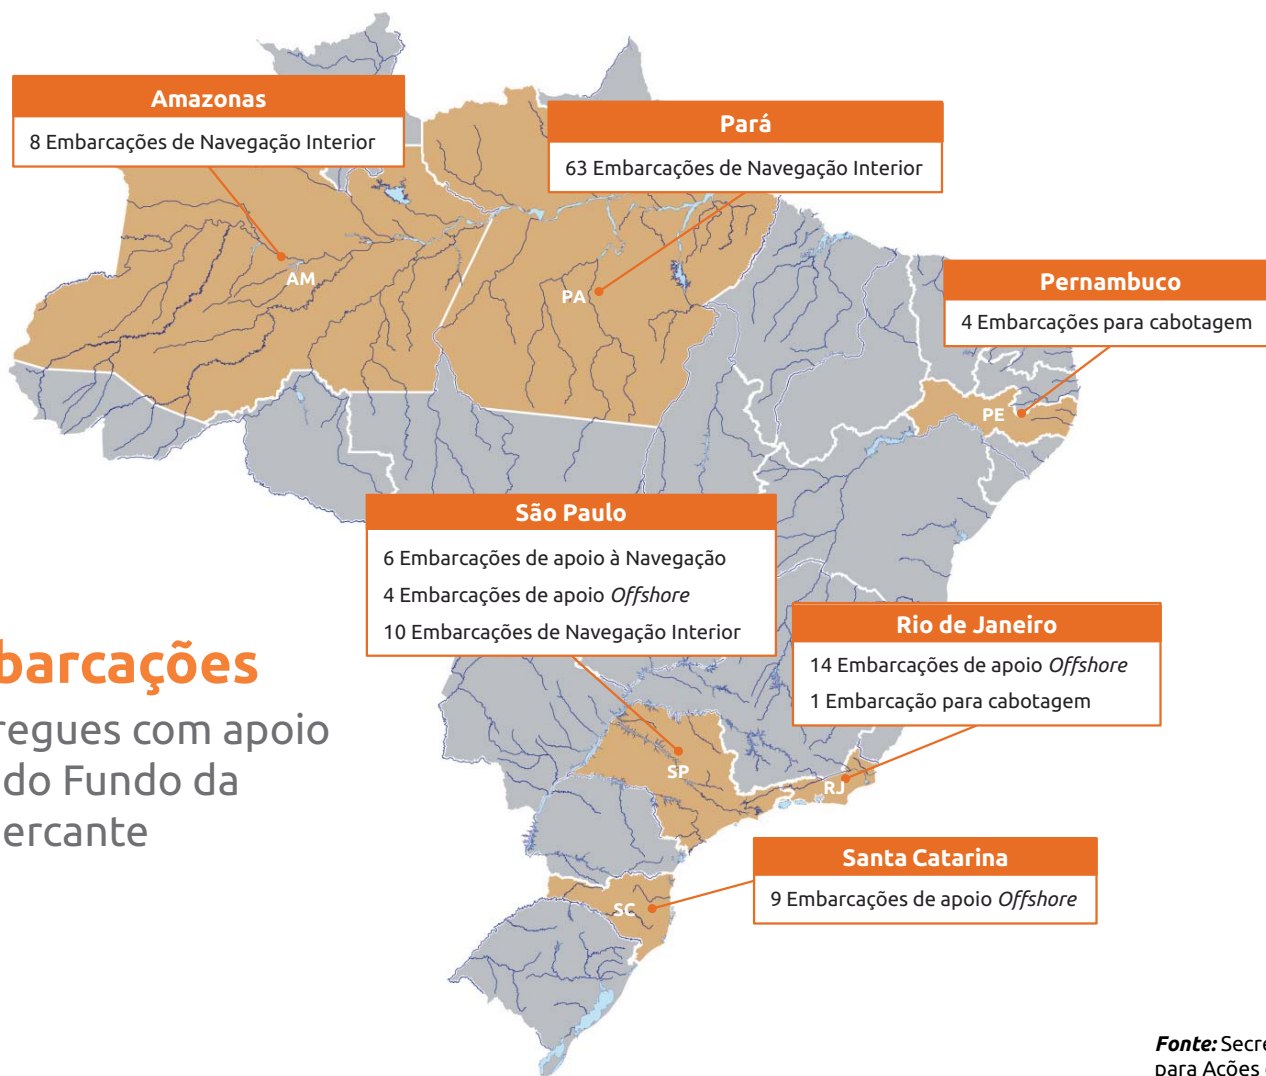 Amazonas
8 Embarcações de Navegação Interior
Pará
63 Embarcações de Navegação Interior
AM
PA
Pernambuco
4 Embarcações para cabotagem
PE
São Paulo
6 Embarcações de apoio à Navegação
4 Embarcações de apoio Offshore
10 Embarcações de Navegação Interior
Rio de Janeiro
14 Embarcações de apoio Offshore
1 Embarcação para cabotagem
barcações
regues com apoio
do Fundo da
ercante
SP
RJ
Santa Catarina
9 Embarcações de apoio Offshore
SC
Fonte: Secre
para Ações